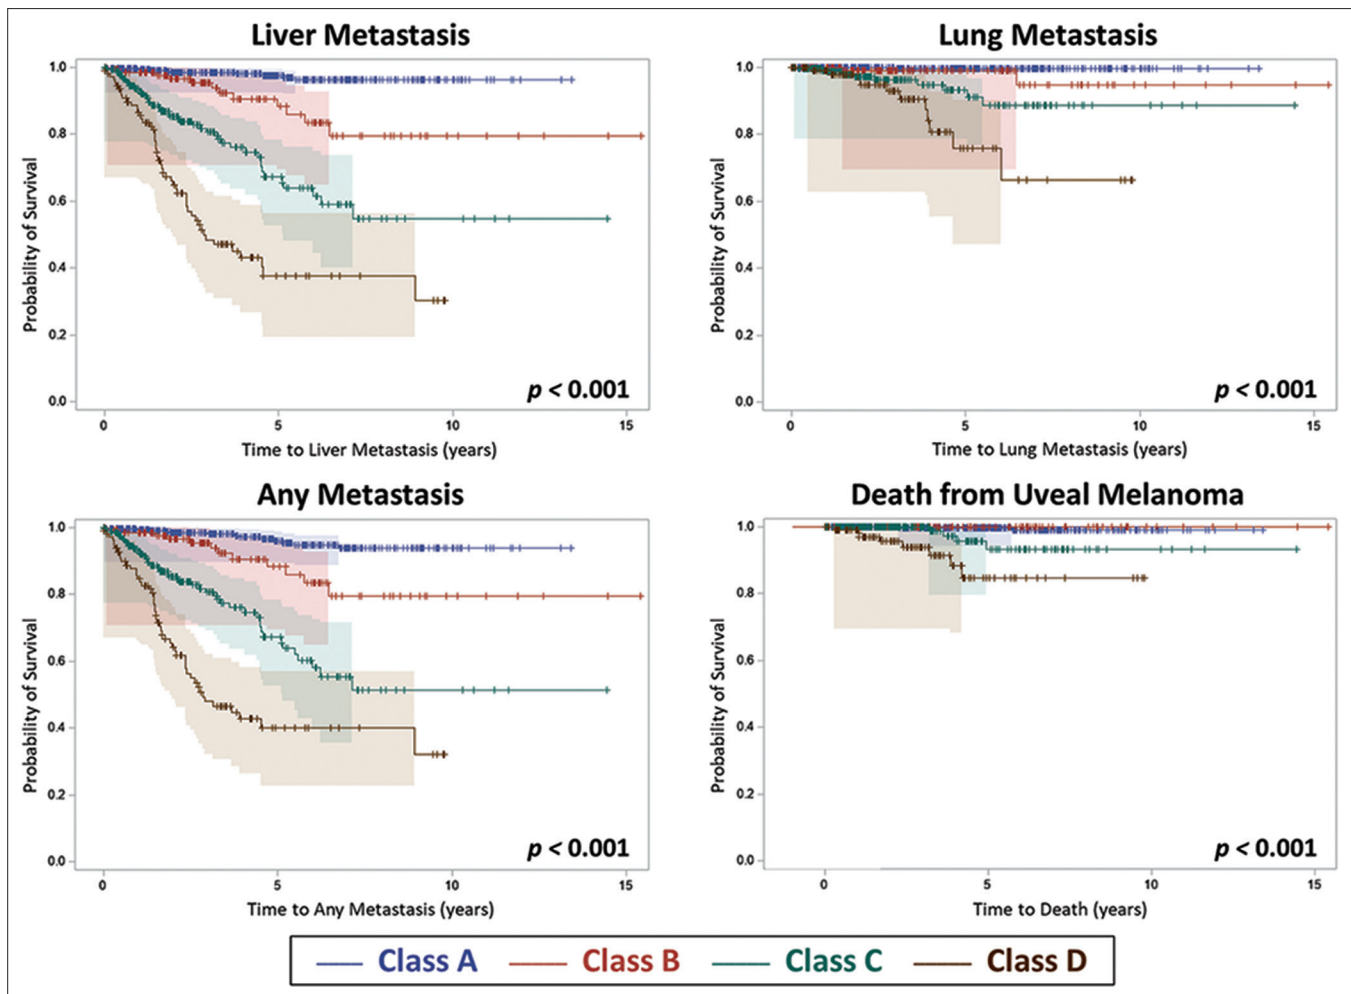 Liver Metastasis
Probability of Survival
1.0
0.8
0.6
0.4
0.2
0.0
p < 0.001
0 5 10 15
Time to Liver Metastasis (years)
Lung Metastasis
Probability of Survival
1.0
0.8
0.6
0.4
0.2
0.0
p < 0.001
0 5 10 15
Time to Lung Metastasis (years)
Any Metastasis
Probability of Survival
1.0
0.8
0.6
0.4
0.2
0.0
p < 0.001
0 5 10 15
Time to Any Metastasis (years)
Death from Uveal Melanoma
Probability of Survival
1.0
0.8
0.6
0.4
0.2
0.0
p < 0.001
0 5 10 15
Time to Death (years)
Class A Class B Class C Class D